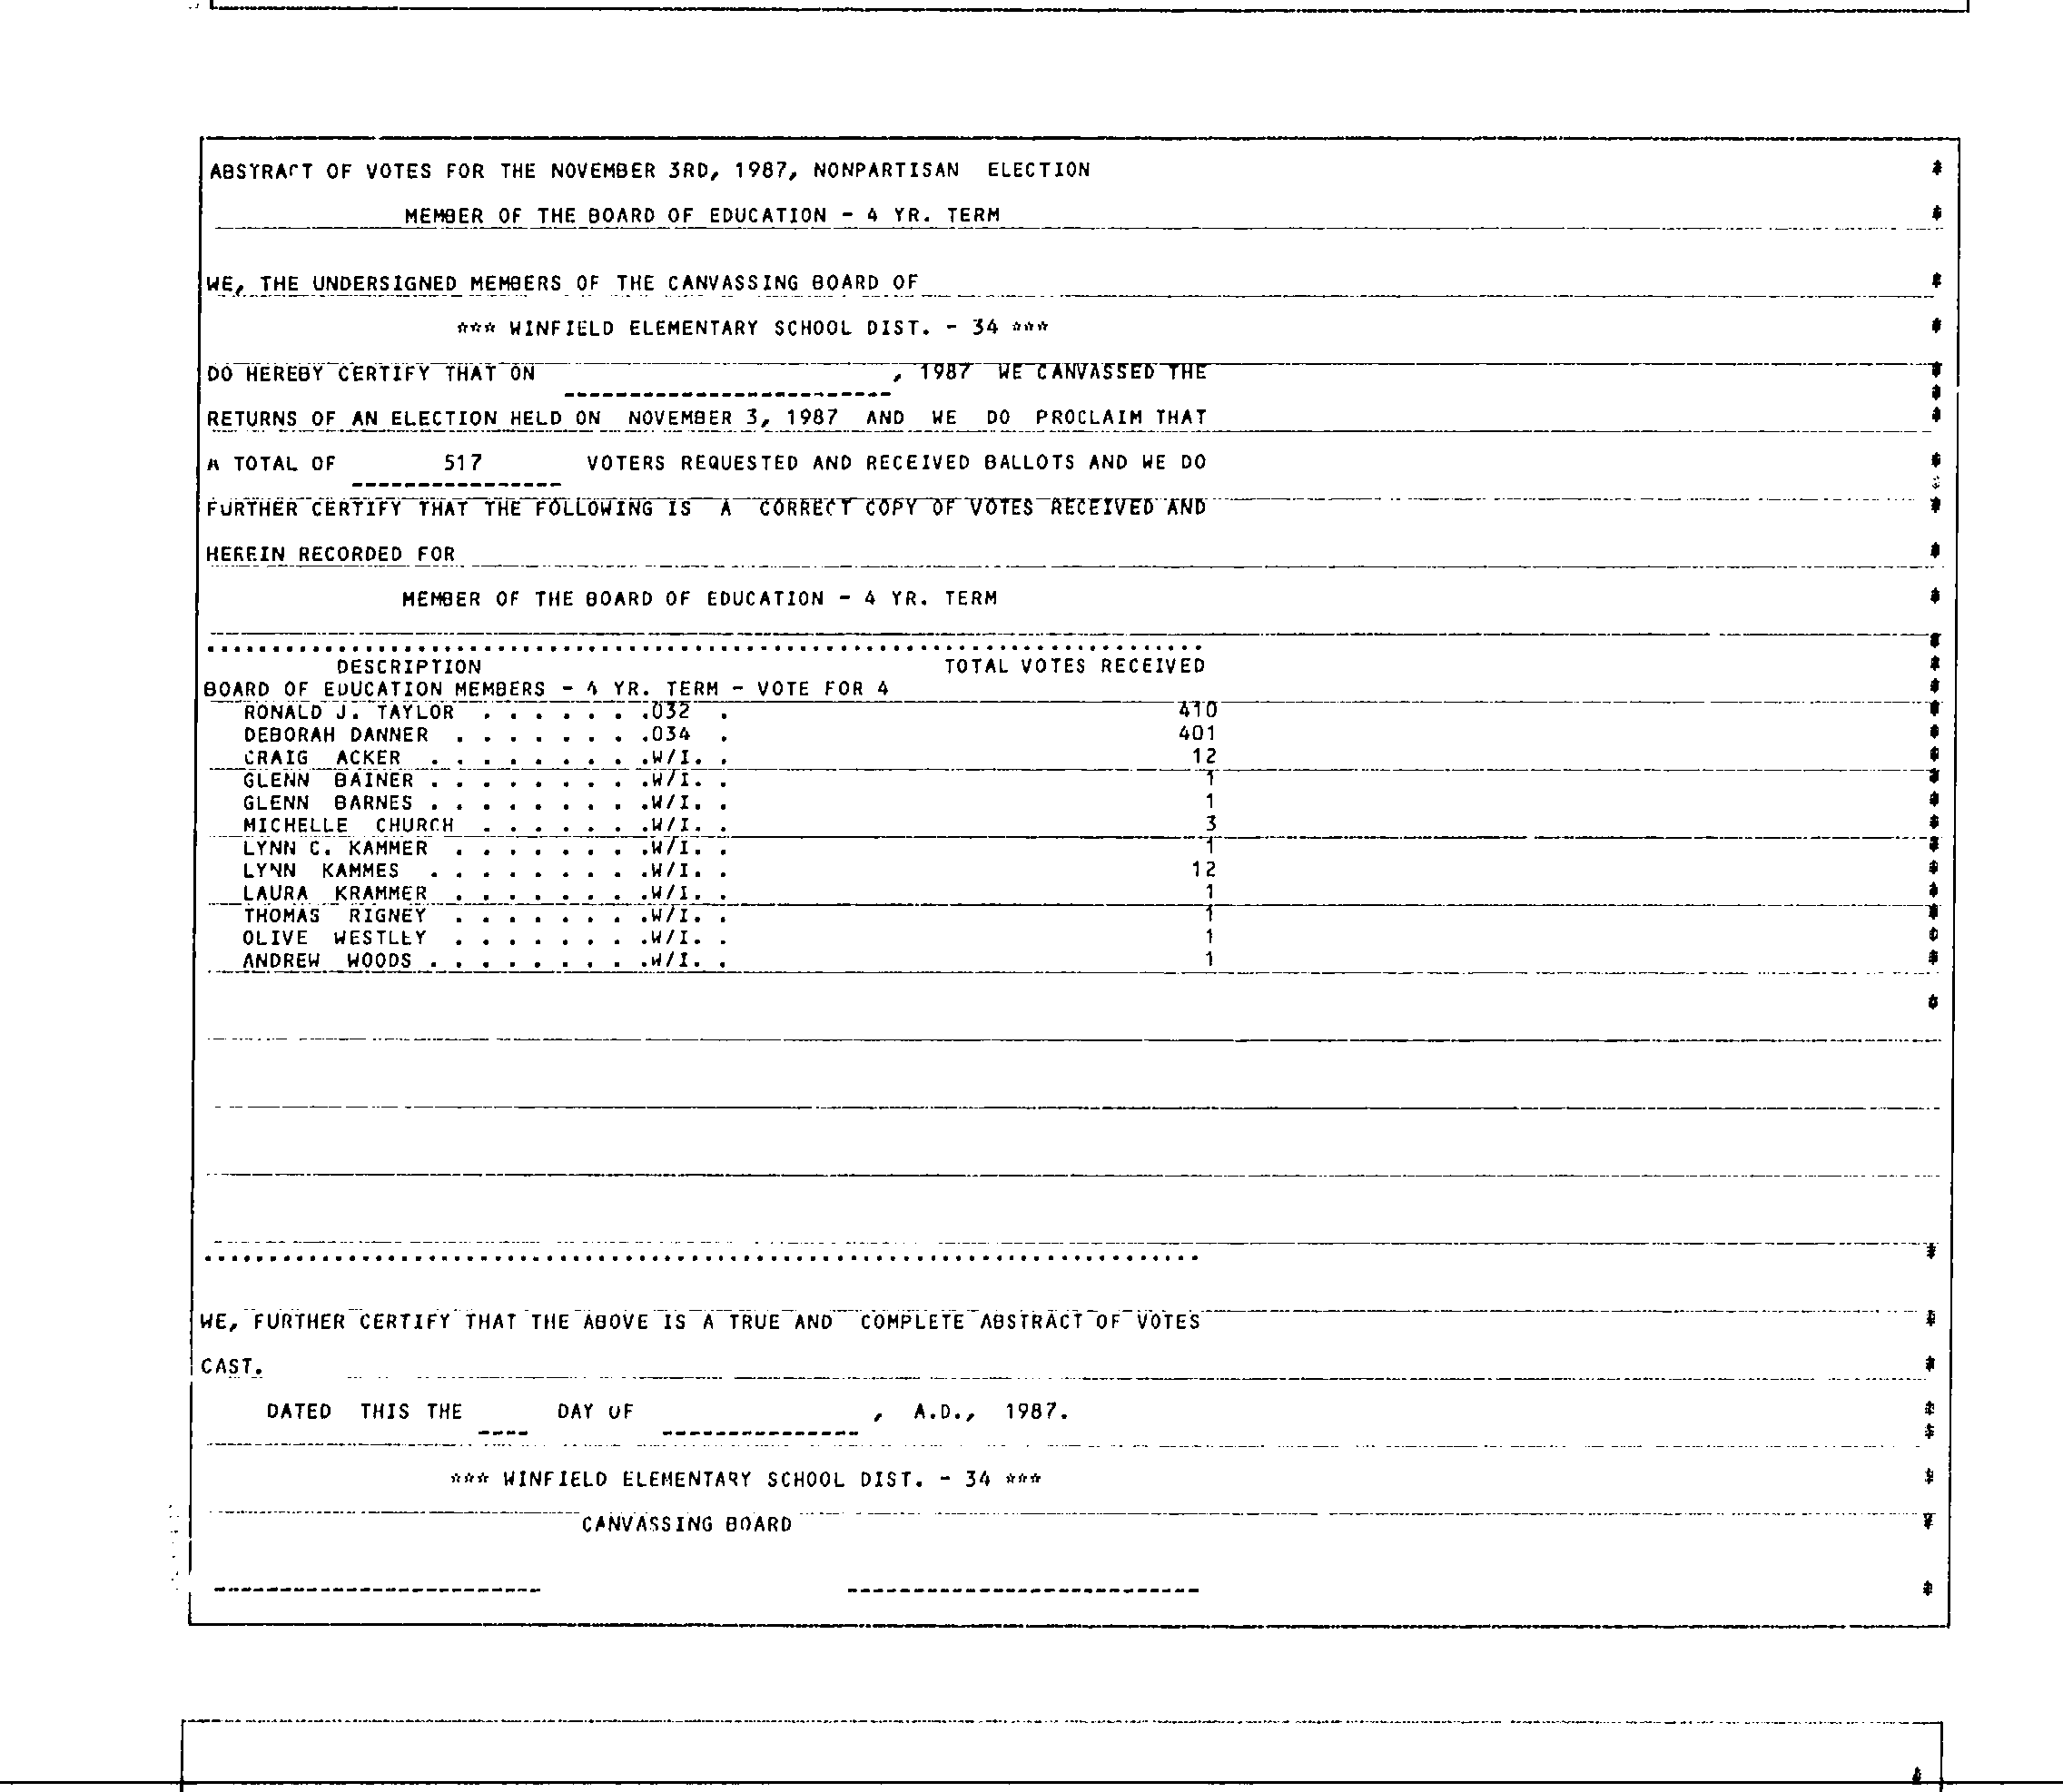 ABSTRACT OF VOTES FOR THE NOVEMBER 3RD, 1987, NONPARTISAN ELECTION
MEMBER OF THE BOARD OF EDUCATION - 4 YR. TERM
WE, THE UNDERSIGNED MEMBERS OF THE CANVASSING BOARD OF
*** WINFIELD ELEMENTARY SCHOOL DIST. - 34 ***
DO HEREBY CERTIFY THAT ON , 1987 WE CANVASSED THE
RETURNS OF AN ELECTION HELD ON NOVEMBER 3, 1987 AND WE DO PROCLAIM THAT
A TOTAL OF 517 VOTERS REQUESTED AND RECEIVED BALLOTS AND WE DO
FURTHER CERTIFY THAT THE FOLLOWING IS A CORRECT COPY OF VOTES RECEIVED AND
HEREIN RECORDED FOR
MEMBER OF THE BOARD OF EDUCATION - 4 YR. TERM
DESCRIPTION TOTAL VOTES RECEIVED
BOARD OF EDUCATION MEMBERS - 4 YR. TERM - VOTE FOR 4
RONALD J. TAYLOR . . . . . . .032 . 410
DEBORAH DANNER . . . . . . . .034 . 401
CRAIG ACKER . . . . . . . . .W/I. . 12
GLENN BAINER . . . . . . . . .W/I. . 1
GLENN BARNES . . . . . . . . .W/I. . 1
MICHELLE CHURCH . . . . . . .W/I. . 3
LYNN C. KAMMER . . . . . . . .W/I. . 1
LYNN KAMMES . . . . . . . . .W/I. . 12
LAURA KRAMMER . . . . . . . .W/I. . 1
THOMAS RIGNEY . . . . . . . .W/I. . 1
OLIVE WESTLEY . . . . . . . .W/I. . 1
ANDREW WOODS . . . . . . . . .W/I. . 1
WE, FURTHER CERTIFY THAT THE ABOVE IS A TRUE AND COMPLETE ABSTRACT OF VOTES
CAST.
DATED THIS THE DAY OF , A.D., 1987.
*** WINFIELD ELEMENTARY SCHOOL DIST. - 34 ***
CANVASSING BOARD